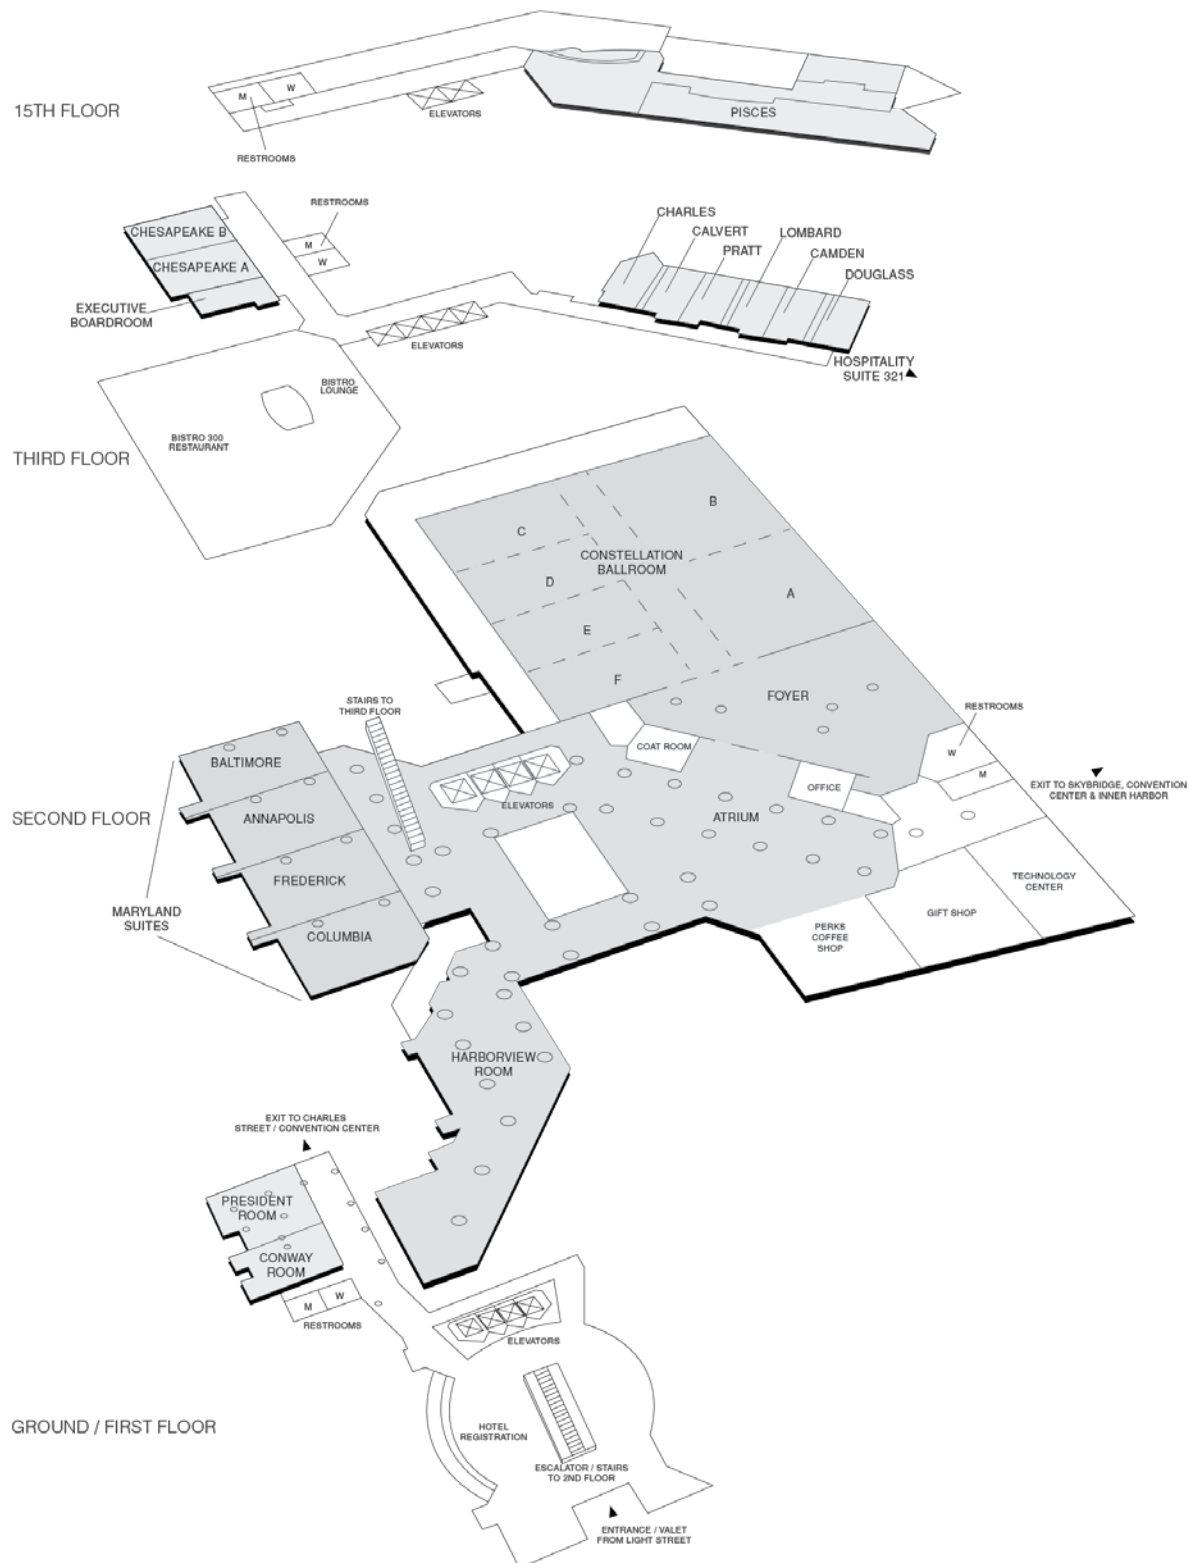 15TH FLOOR
M
W
RESTROOMS
ELEVATORS
PISCES
CHESAPEAKE B
CHESAPEAKE A
EXECUTIVE
BOARDROOM
RESTROOMS
M
W
ELEVATORS
CHARLES
CALVERT
PRATT
LOMBARD
CAMDEN
DOUGLASS
HOSPITALITY
SUITE 321
BISTRO
LOUNGE
BISTRO 300
RESTAURANT
THIRD FLOOR
B
C
CONSTELLATION
BALLROOM
D
A
E
F
FOYER
STAIRS TO
THIRD FLOOR
COAT ROOM
RESTROOMS
W
M
EXIT TO SKYBRIDGE, CONVENTION
CENTER & INNER HARBOR
OFFICE
ELEVATORS
ATRIUM
BALTIMORE
ANNAPOLIS
SECOND FLOOR
FREDERICK
MARYLAND
SUITES
COLUMBIA
TECHNOLOGY
CENTER
GIFT SHOP
PERKS
COFFEE
SHOP
HARBORVIEW
ROOM
EXIT TO CHARLES
STREET / CONVENTION CENTER
PRESIDENT
ROOM
CONWAY
ROOM
M
W
RESTROOMS
ELEVATORS
GROUND / FIRST FLOOR
HOTEL
REGISTRATION
ESCALATOR / STAIRS
TO 2ND FLOOR
ENTRANCE / VALET
FROM LIGHT STREET